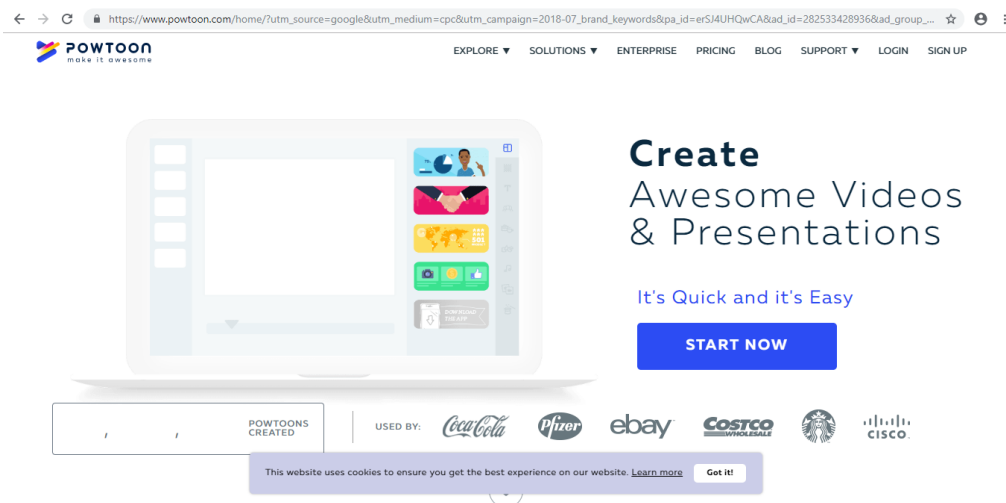 https://www.powtoon.com/home/?utm_source=google&utm_medium=cpc&utm_campaign=2018-07_brand_keywords&pa_id=erSJ4UHQwCA&ad_id=282533428936&ad_group_...
POWTOON
make it awesome
EXPLORE ▼ SOLUTIONS ▼ ENTERPRISE PRICING BLOG SUPPORT ▼ LOGIN SIGN UP
DOWNLOAD
THE APP
Create
Awesome Videos
& Presentations
It's Quick and it's Easy
START NOW
, ,
POWTOONS
CREATED
USED BY:
Coca-Cola
Pfizer
ebay
COSTCO
WHOLESALE
CISCO
This website uses cookies to ensure you get the best experience on our website. Learn more Got it!